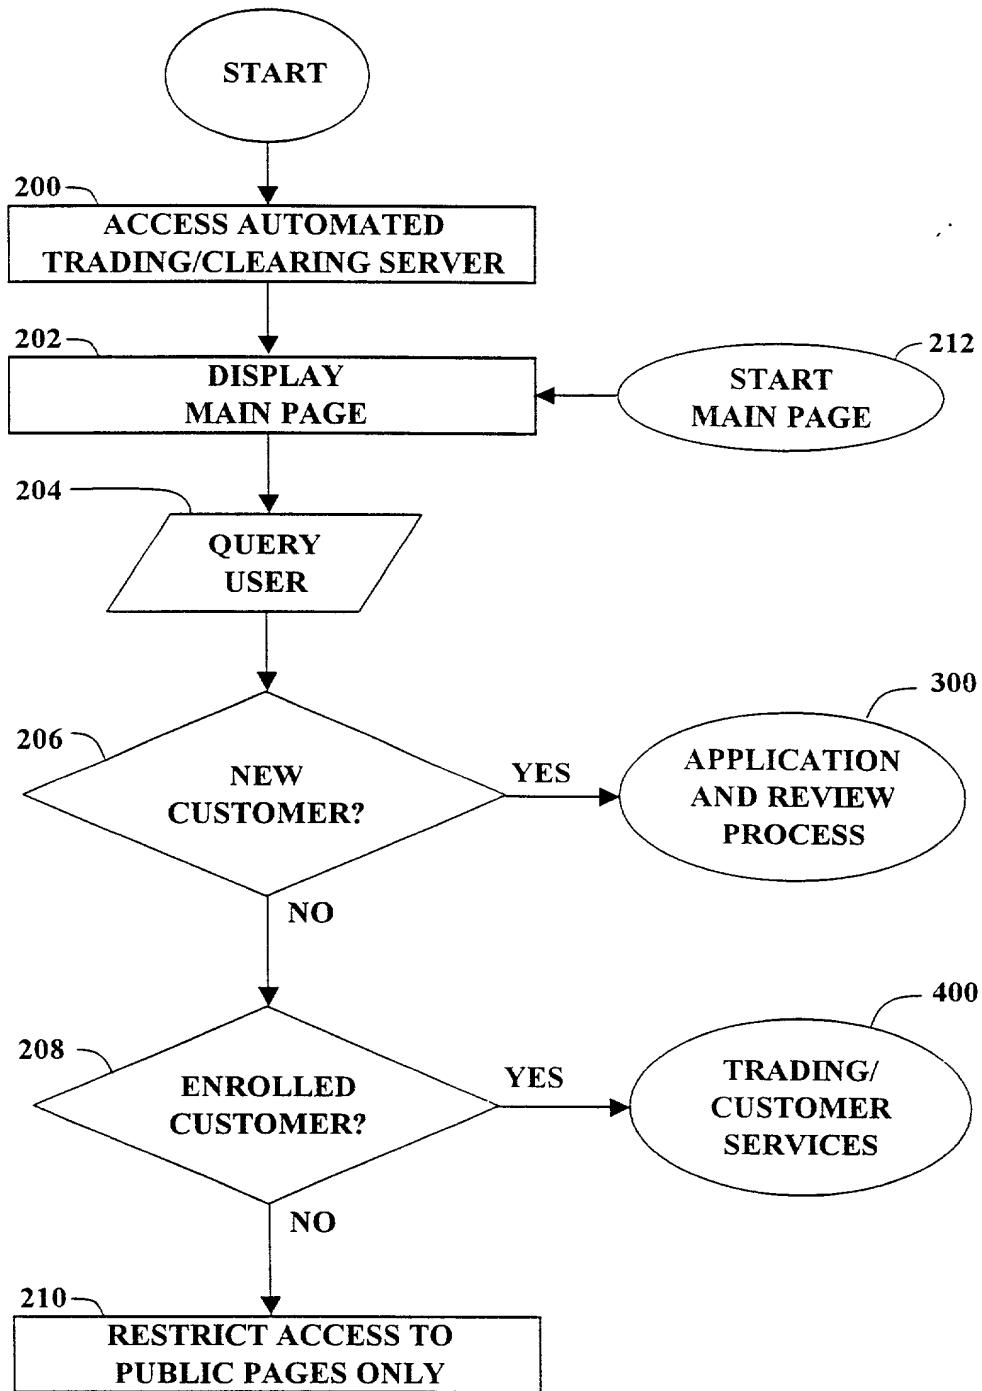 START
200
ACCESS AUTOMATED
TRADING/CLEARING SERVER
202
DISPLAY
MAIN PAGE
212
START
MAIN PAGE
204
QUERY
USER
206
NEW
CUSTOMER?
YES
300
APPLICATION
AND REVIEW
PROCESS
NO
208
ENROLLED
CUSTOMER?
YES
400
TRADING/
CUSTOMER
SERVICES
NO
210
RESTRICT ACCESS TO
PUBLIC PAGES ONLY